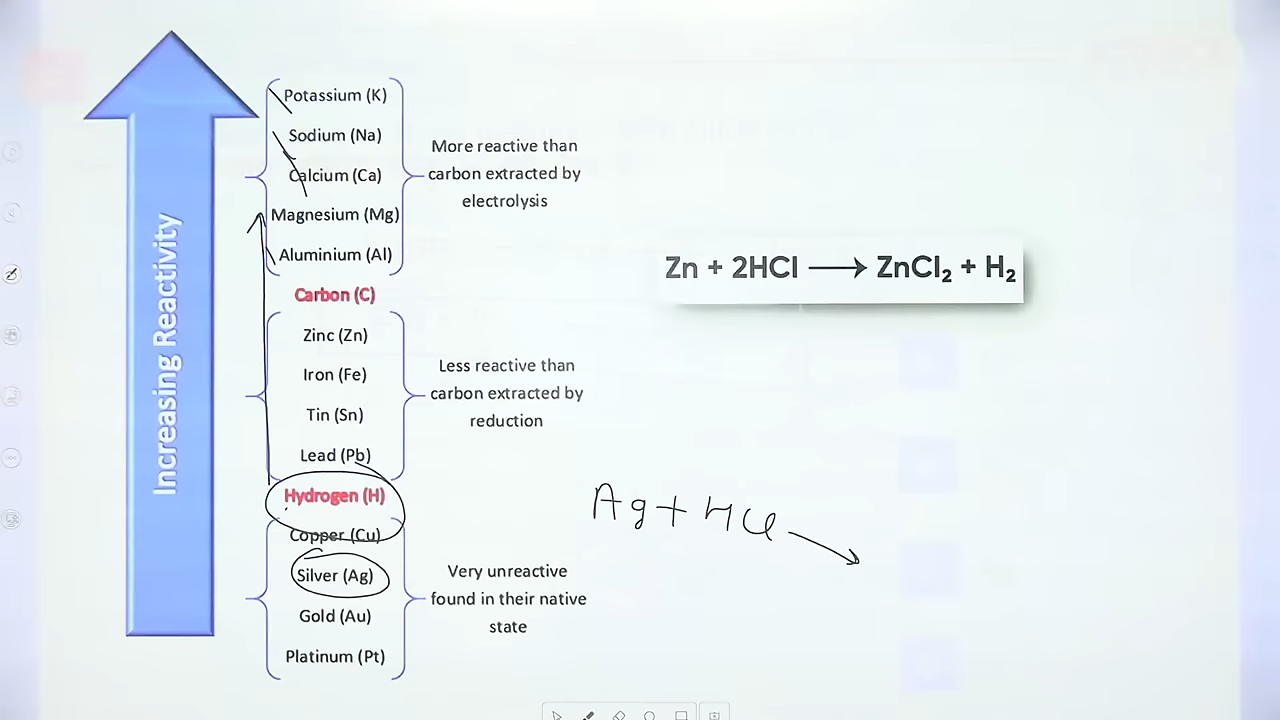 Increasing Reactivity
Potassium (K)
Sodium (Na)
Calcium (Ca)
Magnesium (Mg)
Aluminium (Al)
More reactive than
carbon extracted by
electrolysis
Carbon (C)
Zinc (Zn)
Iron (Fe)
Tin (Sn)
Lead (Pb)
Less reactive than
carbon extracted by
reduction
Hydrogen (H)
Copper (Cu)
Silver (Ag)
Gold (Au)
Platinum (Pt)
Very unreactive
found in their native
state
Zn + 2HCl ⟶ ZnCl₂ + H₂
Ag + HCl →